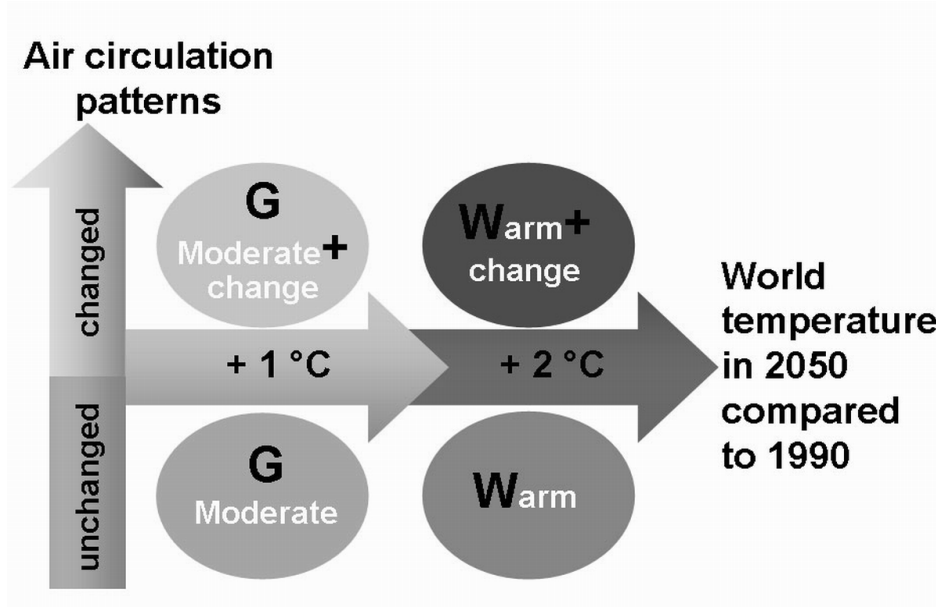 Air circulation
patterns
changed
unchanged
G
Moderate+
change
Warm+
change
+ 1 °C
+ 2 °C
G
Moderate
Warm
World
temperature
in 2050
compared
to 1990